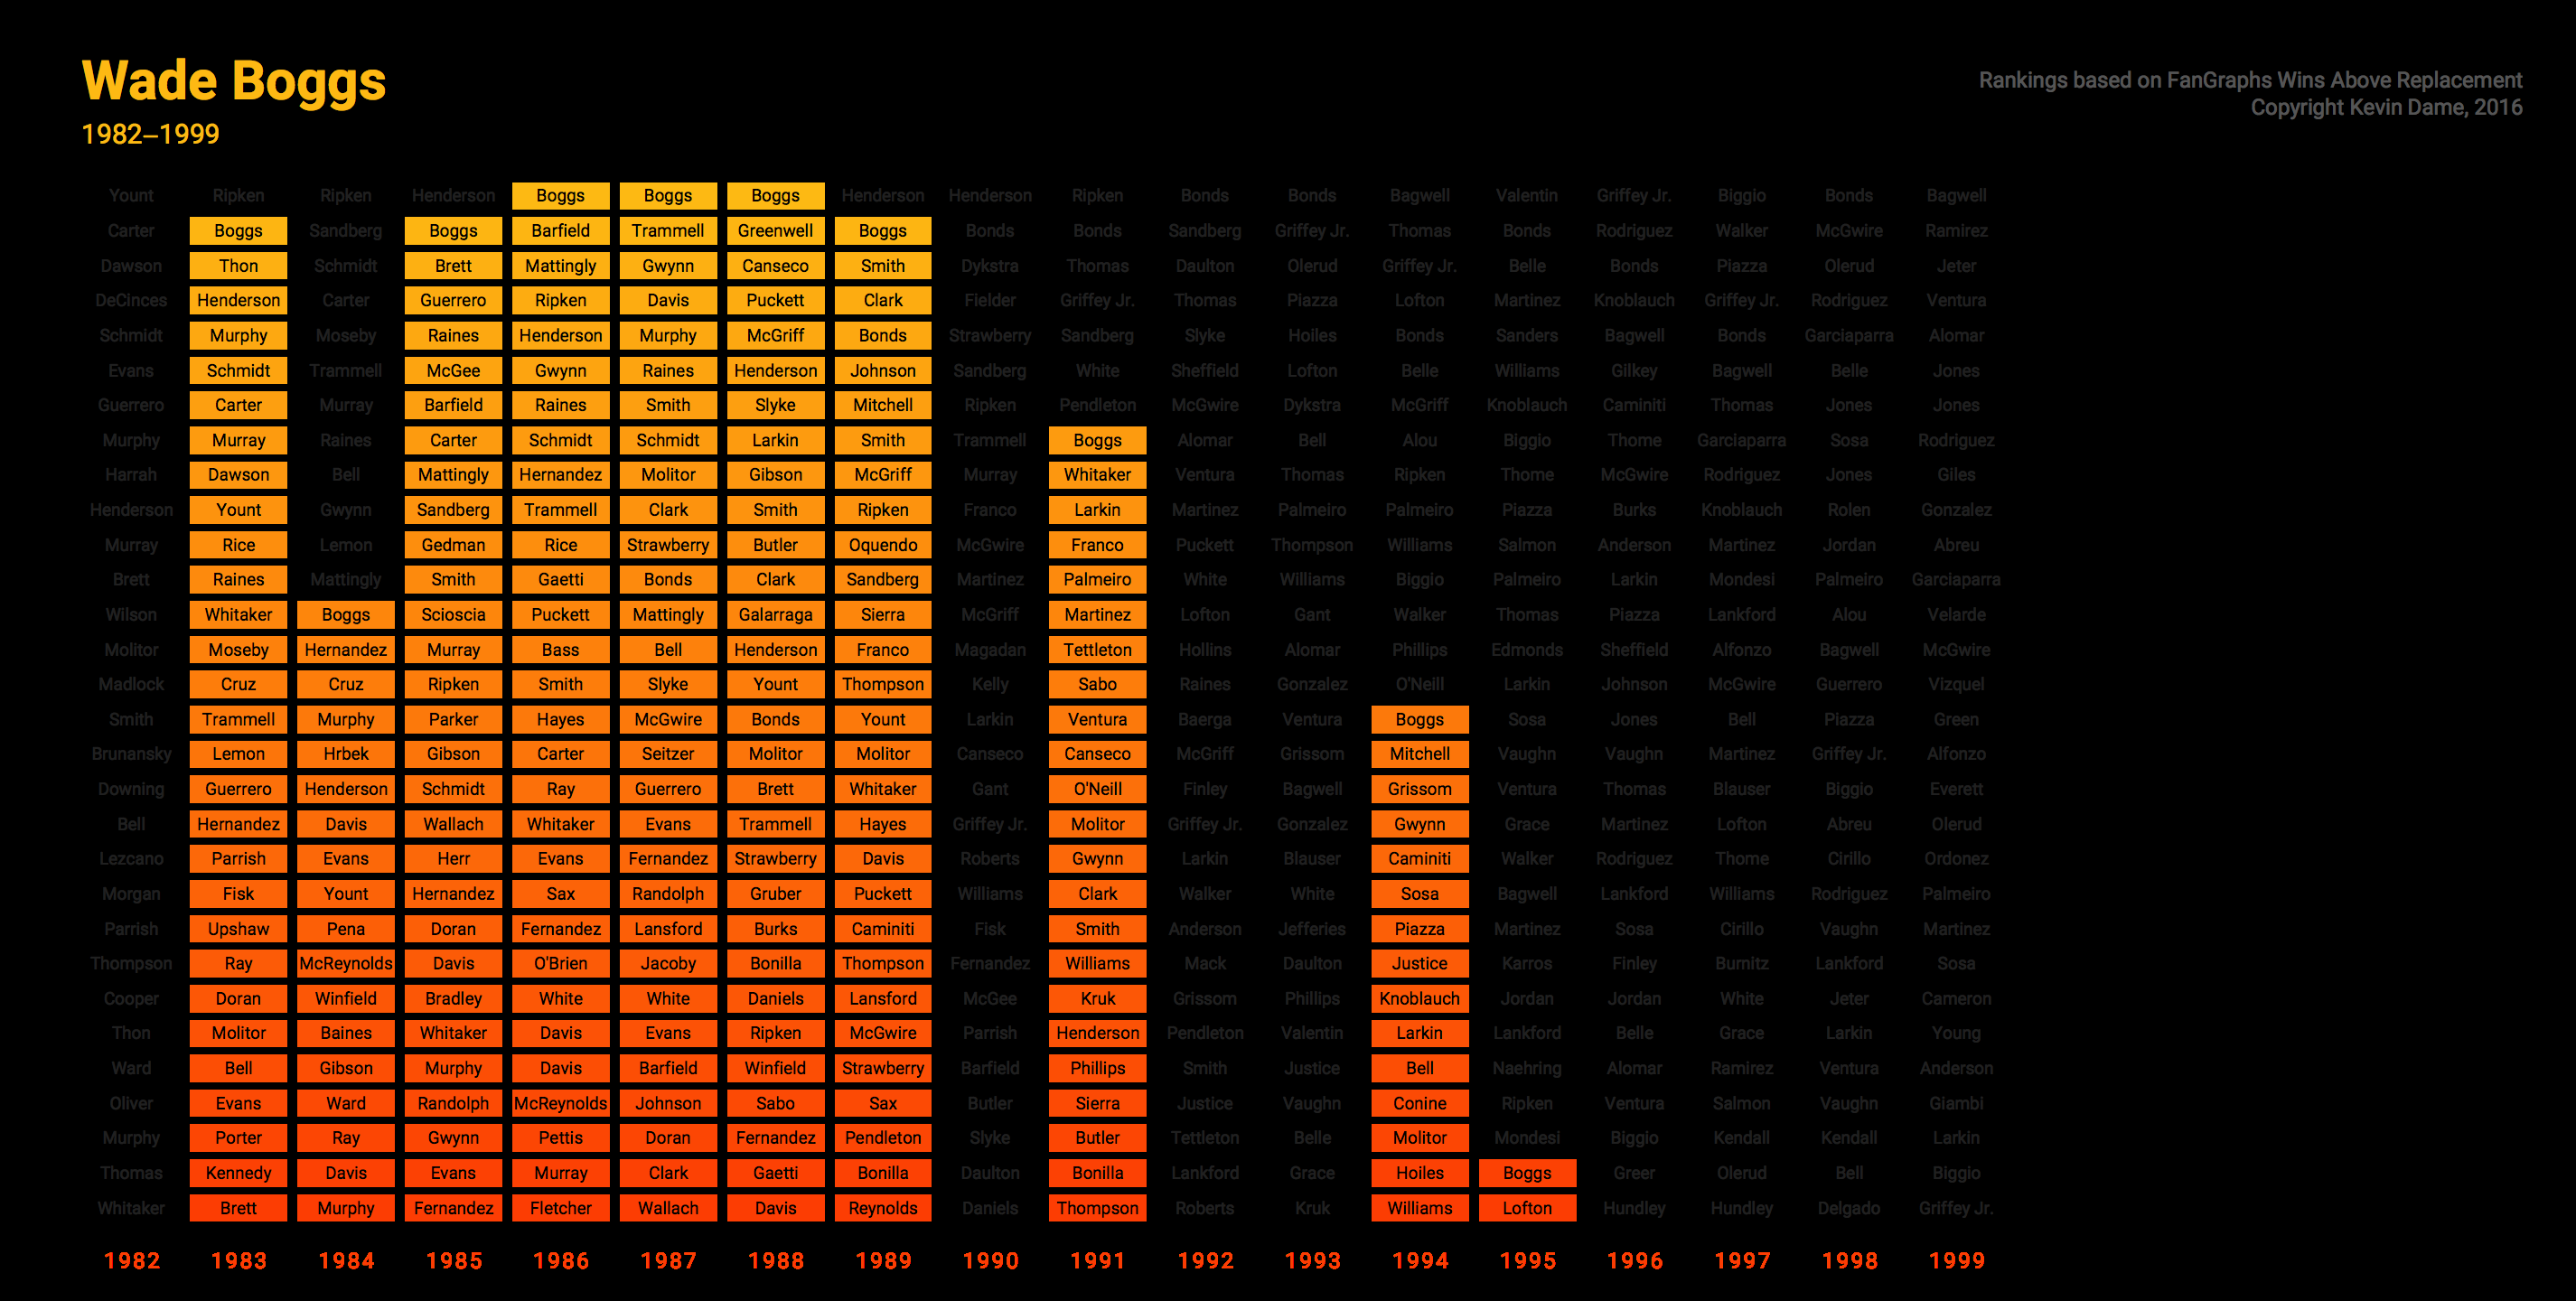 Wade Boggs
1982–1999
Rankings based on FanGraphs Wins Above Replacement
Copyright Kevin Dame, 2016
Yount Ripken Ripken Henderson Boggs Boggs Boggs Henderson Henderson Ripken Bonds Bonds Bagwell Valentin Griffey Jr. Biggio Bonds Bagwell
Carter Boggs Sandberg Boggs Barfield Trammell Greenwell Boggs Bonds Bonds Sandberg Griffey Jr. Thomas Bonds Rodriguez Walker McGwire Ramirez
Dawson Thon Schmidt Brett Mattingly Gwynn Canseco Smith Dykstra Thomas Daulton Olerud Griffey Jr. Belle Bonds Piazza Olerud Jeter
DeCinces Henderson Carter Guerrero Ripken Davis Puckett Clark Fielder Griffey Jr. Thomas Piazza Lofton Martinez Knoblauch Griffey Jr. Rodriguez Ventura
Schmidt Murphy Moseby Raines Henderson Murphy McGriff Bonds Strawberry Sandberg Slyke Hoiles Bonds Sanders Bagwell Bonds Garciaparra Alomar
Evans Schmidt Trammell McGee Gwynn Raines Henderson Johnson Sandberg White Sheffield Lofton Belle Williams Gilkey Bagwell Belle Jones
Guerrero Carter Murray Barfield Raines Smith Slyke Mitchell Ripken Pendleton McGwire Dykstra McGriff Knoblauch Caminiti Thomas Jones Jones
Murphy Murray Raines Carter Schmidt Schmidt Larkin Smith Trammell Boggs Alomar Bell Alou Biggio Thome Garciaparra Sosa Rodriguez
Harrah Dawson Bell Mattingly Hernandez Molitor Gibson McGriff Murray Whitaker Ventura Thomas Ripken Thome McGwire Rodriguez Jones Giles
Henderson Yount Gwynn Sandberg Trammell Clark Smith Ripken Franco Larkin Martinez Palmeiro Palmeiro Piazza Burks Knoblauch Rolen Gonzalez
Murray Rice Lemon Gedman Rice Strawberry Butler Oquendo McGwire Franco Puckett Thompson Williams Salmon Anderson Martinez Jordan Abreu
Brett Raines Mattingly Smith Gaetti Bonds Clark Sandberg Martinez Palmeiro White Williams Biggio Palmeiro Larkin Mondesi Palmeiro Garciaparra
Wilson Whitaker Boggs Scioscia Puckett Mattingly Galarraga Sierra McGriff Martinez Lofton Gant Walker Thomas Piazza Lankford Alou Velarde
Molitor Moseby Hernandez Murray Bass Bell Henderson Franco Magadan Tettleton Hollins Alomar Phillips Edmonds Sheffield Alfonzo Bagwell McGwire
Madlock Cruz Cruz Ripken Smith Slyke Yount Thompson Kelly Sabo Raines Gonzalez O'Neill Larkin Johnson McGwire Guerrero Vizquel
Smith Trammell Murphy Parker Hayes McGwire Bonds Yount Larkin Ventura Baerga Ventura Boggs Sosa Jones Bell Piazza Green
Brunansky Lemon Hrbek Gibson Carter Seitzer Molitor Molitor Canseco Canseco McGriff Grissom Mitchell Vaughn Vaughn Martinez Griffey Jr. Alfonzo
Downing Guerrero Henderson Schmidt Ray Guerrero Brett Whitaker Gant O'Neill Finley Bagwell Grissom Ventura Thomas Blauser Biggio Everett
Bell Hernandez Davis Wallach Whitaker Evans Trammell Hayes Griffey Jr. Molitor Griffey Jr. Gonzalez Gwynn Grace Martinez Lofton Abreu Olerud
Lezcano Parrish Evans Herr Evans Fernandez Strawberry Davis Roberts Gwynn Larkin Blauser Caminiti Walker Rodriguez Thome Cirillo Ordonez
Morgan Fisk Yount Hernandez Sax Randolph Gruber Puckett Williams Clark Walker White Sosa Bagwell Lankford Williams Rodriguez Palmeiro
Parrish Upshaw Pena Doran Fernandez Lansford Burks Caminiti Fisk Smith Anderson Jefferies Piazza Martinez Sosa Cirillo Vaughn Martinez
Thompson Ray McReynolds Davis O'Brien Jacoby Bonilla Thompson Fernandez Williams Mack Daulton Justice Karros Finley Burnitz Lankford Sosa
Cooper Doran Winfield Bradley White White Daniels Lansford McGee Kruk Grissom Phillips Knoblauch Jordan Jordan White Jeter Cameron
Thon Molitor Baines Whitaker Davis Evans Ripken McGwire Parrish Henderson Pendleton Valentin Larkin Lankford Belle Grace Larkin Young
Ward Bell Gibson Murphy Davis Barfield Winfield Strawberry Barfield Phillips Smith Justice Bell Naehring Alomar Ramirez Ventura Anderson
Oliver Evans Ward Randolph McReynolds Johnson Sabo Sax Butler Sierra Justice Vaughn Conine Ripken Ventura Salmon Vaughn Giambi
Murphy Porter Ray Gwynn Pettis Doran Fernandez Pendleton Slyke Butler Tettleton Belle Molitor Mondesi Biggio Kendall Kendall Larkin
Thomas Kennedy Davis Evans Murray Clark Gaetti Bonilla Daulton Bonilla Lankford Grace Hoiles Boggs Greer Olerud Bell Biggio
Whitaker Brett Murphy Fernandez Fletcher Wallach Davis Reynolds Daniels Thompson Roberts Kruk Williams Lofton Hundley Hundley Delgado Griffey Jr.
1982 1983 1984 1985 1986 1987 1988 1989 1990 1991 1992 1993 1994 1995 1996 1997 1998 1999